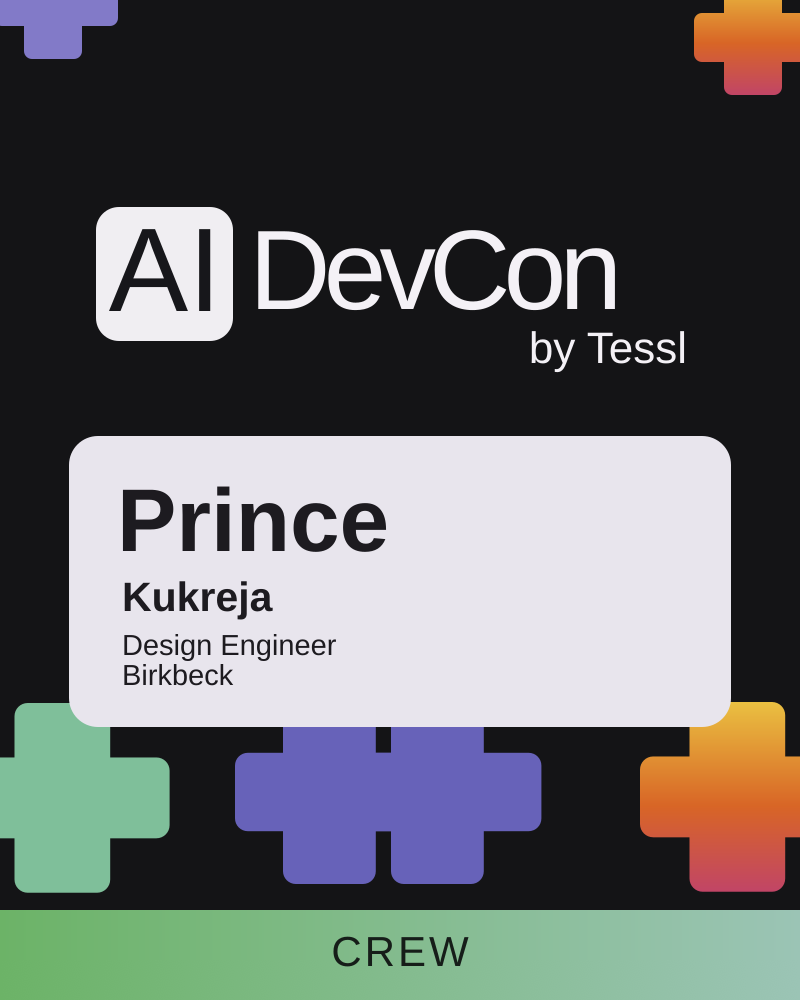 AI DevCon
by Tessl
Prince
Kukreja
Design Engineer
Birkbeck
CREW